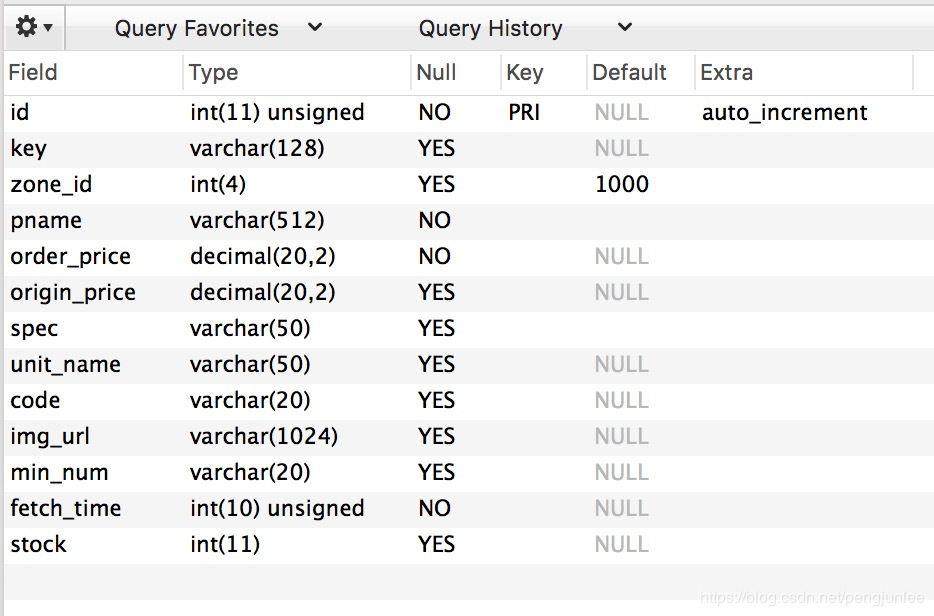 Query Favorites Query History
Field Type Null Key Default Extra
id int(11) unsigned NO PRI NULL auto_increment
key varchar(128) YES NULL
zone_id int(4) YES 1000
pname varchar(512) NO
order_price decimal(20,2) NO NULL
origin_price decimal(20,2) YES NULL
spec varchar(50) YES
unit_name varchar(50) YES NULL
code varchar(20) YES NULL
img_url varchar(1024) YES NULL
min_num varchar(20) YES NULL
fetch_time int(10) unsigned NO NULL
stock int(11) YES NULL
https://blog.csdn.net/pengjunlee